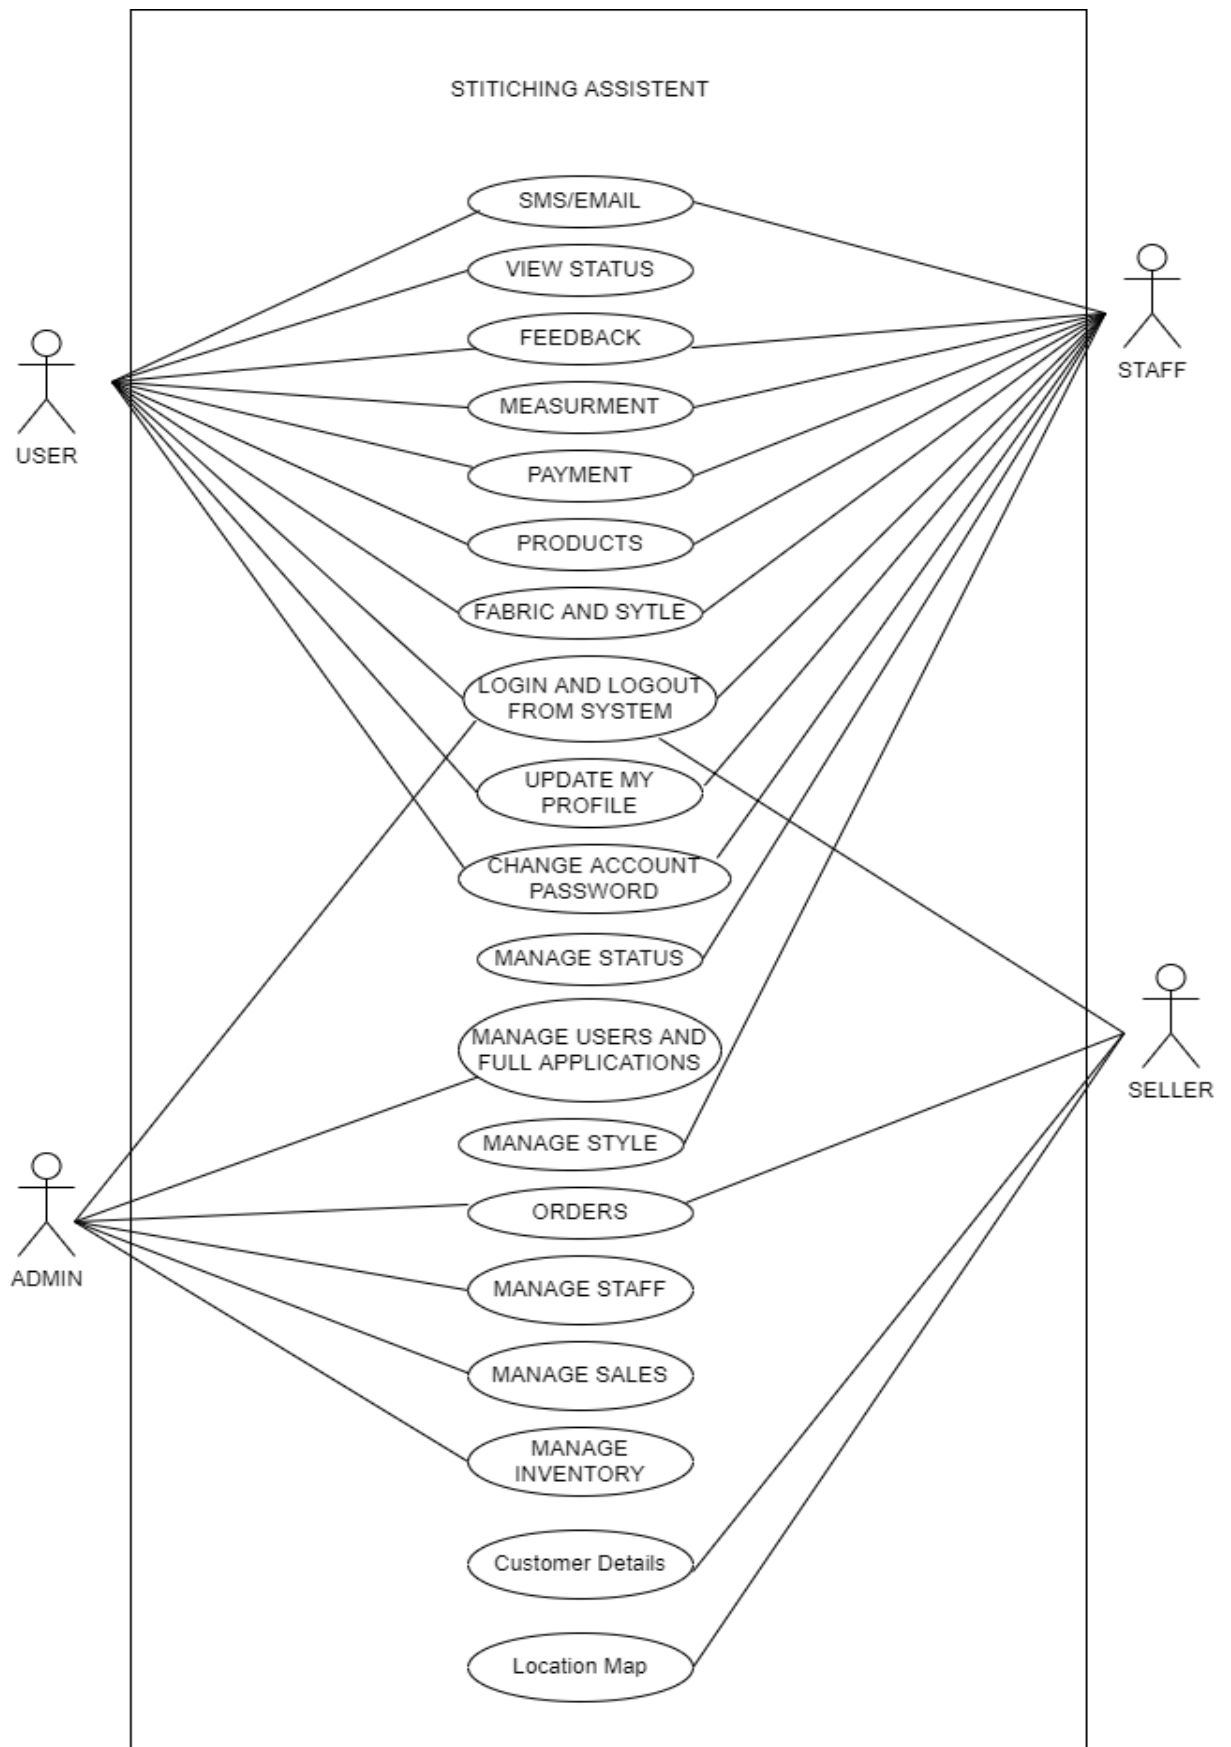 STITICHING ASSISTENT
SMS/EMAIL
VIEW STATUS
FEEDBACK
STAFF
MEASURMENT
USER
PAYMENT
PRODUCTS
FABRIC AND SYTLE
LOGIN AND LOGOUT
FROM SYSTEM
UPDATE MY
PROFILE
CHANGE ACCOUNT
PASSWORD
MANAGE STATUS
MANAGE USERS AND
FULL APPLICATIONS
SELLER
MANAGE STYLE
ORDERS
ADMIN
MANAGE STAFF
MANAGE SALES
MANAGE
INVENTORY
Customer Details
Location Map